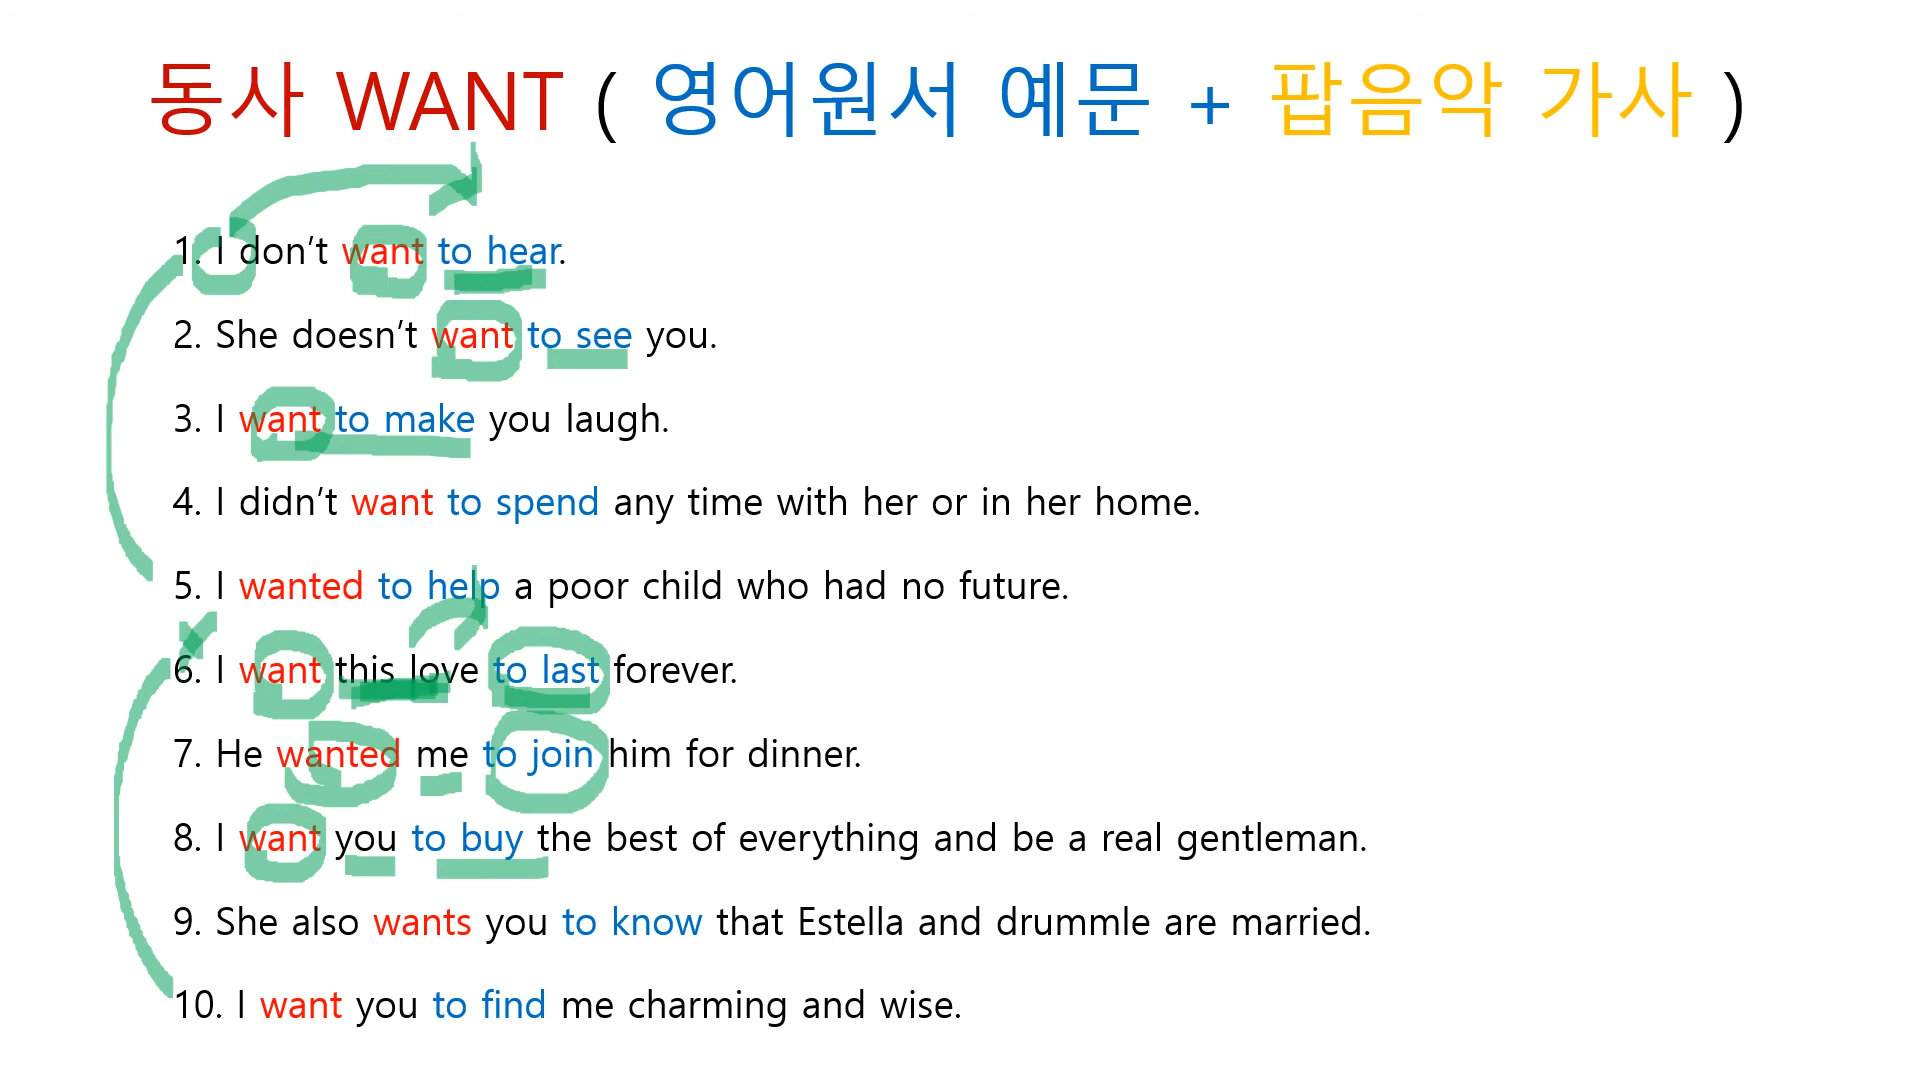 동사 WANT ( 영어원서 예문 + 팝음악 가사 )
1. I don’t want to hear.
2. She doesn’t want to see you.
3. I want to make you laugh.
4. I didn’t want to spend any time with her or in her home.
5. I wanted to help a poor child who had no future.
6. I want this love to last forever.
7. He wanted me to join him for dinner.
8. I want you to buy the best of everything and be a real gentleman.
9. She also wants you to know that Estella and drummle are married.
10. I want you to find me charming and wise.